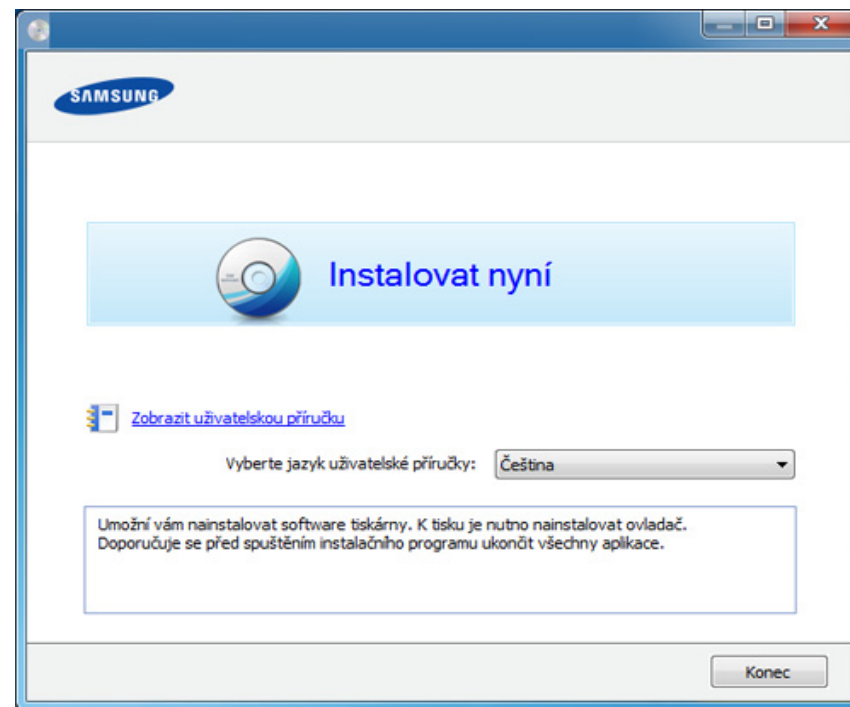 SAMSUNG
Instalovat nyní
Zobrazit uživatelskou příručku
Vyberte jazyk uživatelské příručky:
Čeština
Umožní vám nainstalovat software tiskárny. K tisku je nutno nainstalovat ovladač.
Doporučuje se před spuštěním instalačního programu ukončit všechny aplikace.
Konec